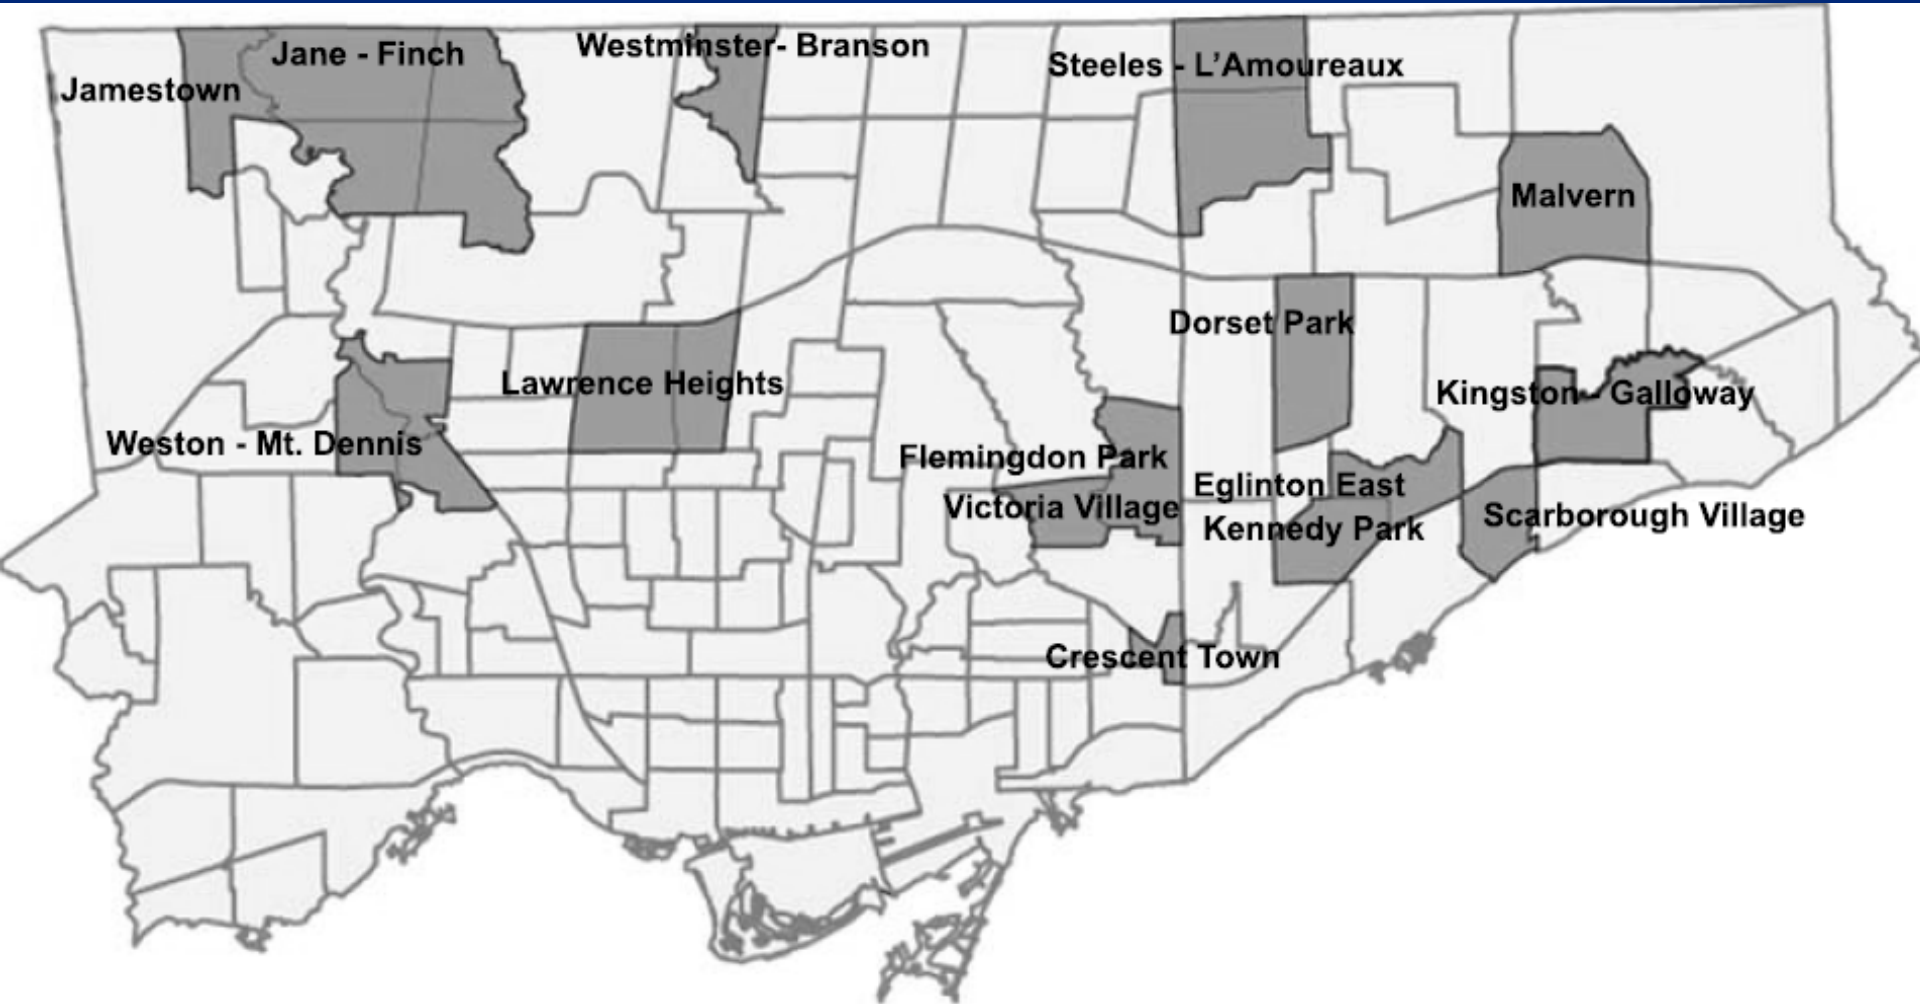 Jane - Finch
Westminster- Branson
Steeles - L'Amoureaux
Jamestown
Malvern
Dorset Park
Lawrence Heights
Kingston - Galloway
Weston - Mt. Dennis
Flemingdon Park
Victoria Village
Eglinton East
Kennedy Park
Scarborough Village
Crescent Town